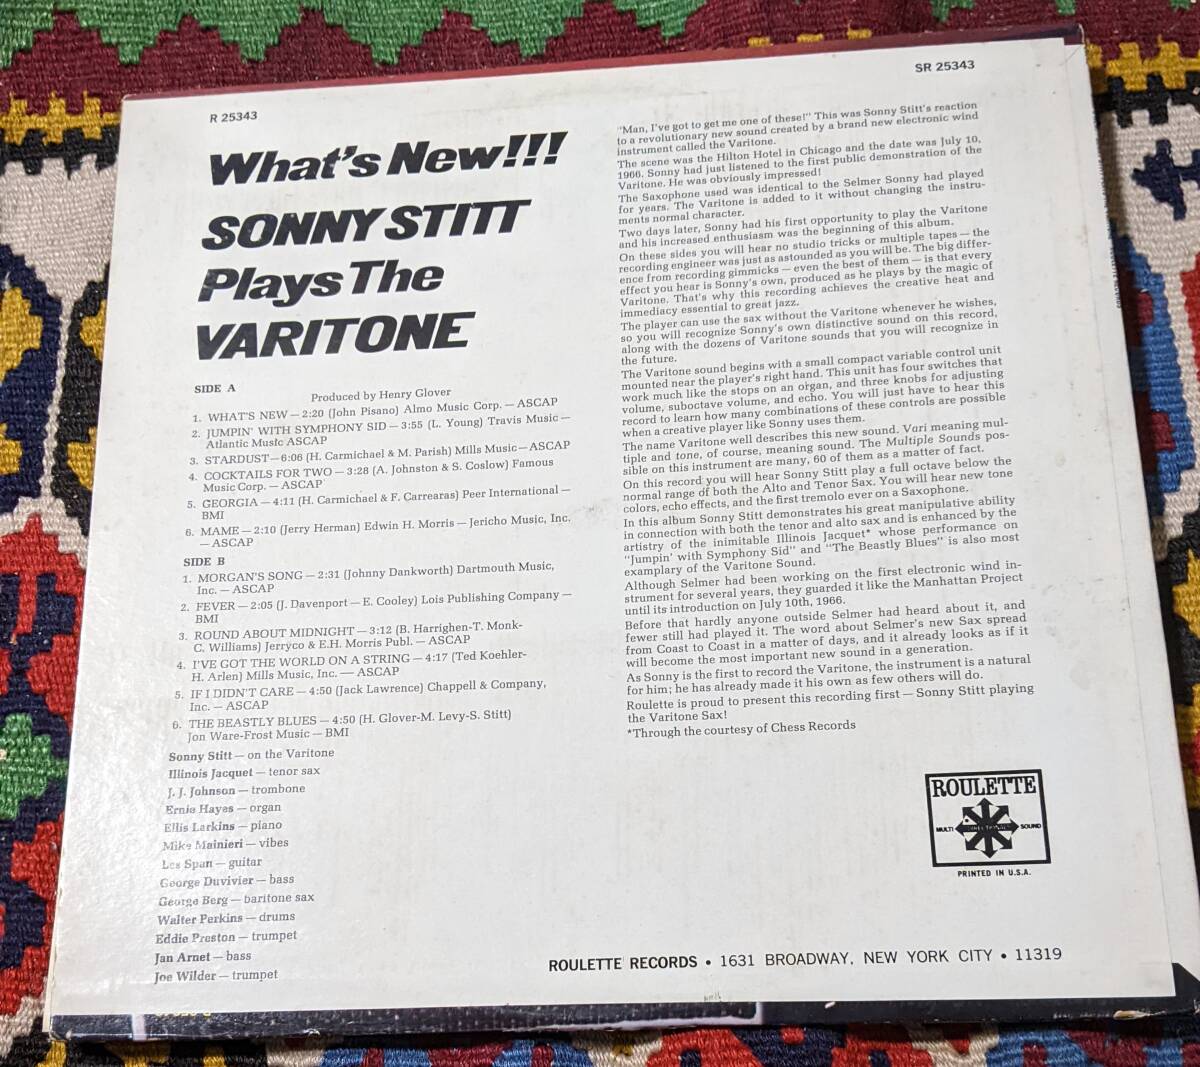 R 25343
SR 25343
What's New!!!
SONNY STITT
Plays The
VARITONE
SIDE A
Produced by Henry Glover
1. WHAT'S NEW — 2:20 (John Pisano) Almo Music Corp. — ASCAP
2. JUMPIN' WITH SYMPHONY SID — 3:55 (L. Young) Travis Music —
Atlantic Music ASCAP
3. STARDUST — 6:06 (H. Carmichael & M. Parish) Mills Music — ASCAP
4. COCKTAILS FOR TWO — 3:28 (A. Johnston & S. Coslow) Famous
Music Corp. — ASCAP
5. GEORGIA — 4:11 (H. Carmichael & F. Carrearas) Peer International —
BMI
6. MAME — 2:10 (Jerry Herman) Edwin H. Morris — Jericho Music, Inc.
— ASCAP
SIDE B
1. MORGAN'S SONG — 2:31 (Johnny Dankworth) Dartmouth Music,
Inc. — ASCAP
2. FEVER — 2:05 (J. Davenport — E. Cooley) Lois Publishing Company —
BMI
3. ROUND ABOUT MIDNIGHT — 3:12 (B. Harrighen-T. Monk-
C. Williams) Jerryco & E.H. Morris Publ. — ASCAP
4. I'VE GOT THE WORLD ON A STRING — 4:17 (Ted Koehler-
H. Arlen) Mills Music, Inc. — ASCAP
5. IF I DIDN'T CARE — 4:50 (Jack Lawrence) Chappell & Company,
Inc. — ASCAP
6. THE BEASTLY BLUES — 4:50 (H. Glover-M. Levy-S. Stitt)
Jon Ware-Frost Music — BMI
Sonny Stitt — on the Varitone
Illinois Jacquet — tenor sax
J. J. Johnson — trombone
Ernie Hayes — organ
Ellis Larkins — piano
Mike Mainieri — vibes
Les Span — guitar
George Duvivier — bass
George Berg — baritone sax
Walter Perkins — drums
Eddie Preston — trumpet
Jan Arnet — bass
Joe Wilder — trumpet
"Man, I've got to get me one of these!" This was Sonny Stitt's reaction
to a revolutionary new sound created by a brand new electronic wind
instrument called the Varitone.
The scene was the Hilton Hotel in Chicago and the date was July 10,
1966. Sonny had just listened to the first public demonstration of the
Varitone. He was obviously impressed!
The Saxophone used was identical to the Selmer Sonny had played
for years. The Varitone is added to it without changing the instru-
ments normal character.
Two days later, Sonny had his first opportunity to play the Varitone
and his increased enthusiasm was the beginning of this album.
On these sides you will hear no studio tricks or multiple tapes — the
recording engineer was just as astounded as you will be. The big differ-
ence from recording gimmicks — even the best of them — is that every
effect you hear is Sonny's own, produced as he plays by the magic of
Varitone. That's why this recording achieves the creative heat and
immediacy essential to great jazz.
The player can use the sax without the Varitone whenever he wishes,
so you will recognize Sonny's own distinctive sound on this record,
along with the dozens of Varitone sounds that you will recognize in
the future.
The Varitone sound begins with a small compact variable control unit
mounted near the player's right hand. This unit has four switches that
work much like the stops on an organ, and three knobs for adjusting
volume, suboctave volume, and echo. You will just have to hear this
record to learn how many combinations of these controls are possible
when a creative player like Sonny uses them.
The name Varitone well describes this new sound. Vari meaning mul-
tiple and tone, of course, meaning sound. The Multiple Sounds pos-
sible on this instrument are many, 60 of them as a matter of fact.
On this record you will hear Sonny Stitt play a full octave below the
normal range of both the Alto and Tenor Sax. You will hear new tone
colors, echo effects, and the first tremolo ever on a Saxophone.
In this album Sonny Stitt demonstrates his great manipulative ability
in connection with both the tenor and alto sax and is enhanced by the
artistry of the inimitable Illinois Jacquet* whose performance on
"Jumpin' with Symphony Sid" and "The Beastly Blues" is also most
examplary of the Varitone Sound.
Although Selmer had been working on the first electronic wind in-
strument for several years, they guarded it like the Manhattan Project
until its introduction on July 10th, 1966.
Before that hardly anyone outside Selmer had heard about it, and
fewer still had played it. The word about Selmer's new Sax spread
from Coast to Coast in a matter of days, and it already looks as if it
will become the most important new sound in a generation.
As Sonny is the first to record the Varitone, the instrument is a natural
for him; he has already made it his own as few others will do.
Roulette is proud to present this recording first — Sonny Stitt playing
the Varitone Sax!
*Through the courtesy of Chess Records
ROULETTE
MULTI SOUND
PRINTED IN U.S.A.
ROULETTE RECORDS • 1631 BROADWAY, NEW YORK CITY • 11319